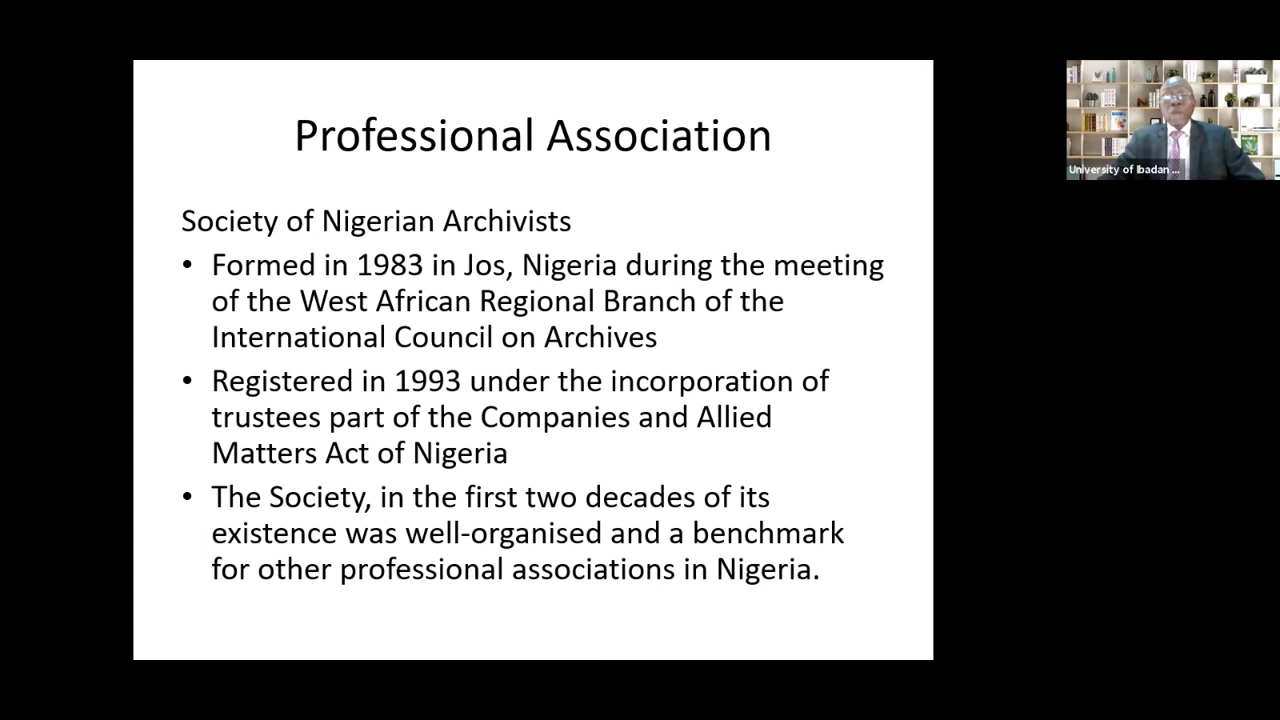 Professional Association
Society of Nigerian Archivists
• Formed in 1983 in Jos, Nigeria during the meeting
of the West African Regional Branch of the
International Council on Archives
• Registered in 1993 under the incorporation of
trustees part of the Companies and Allied
Matters Act of Nigeria
• The Society, in the first two decades of its
existence was well-organised and a benchmark
for other professional associations in Nigeria.
University of Ibadan ...